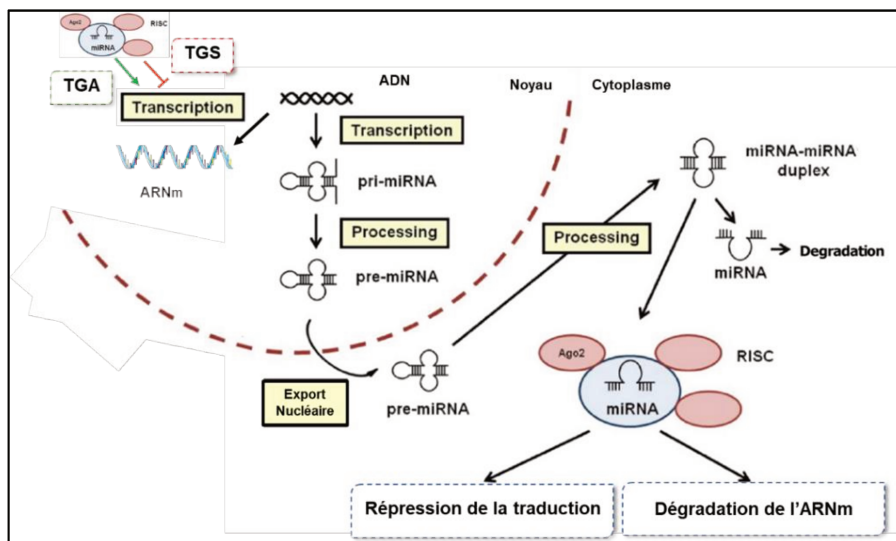 Ago2
RISC
miRNA
TGS
TGA
Transcription
ARNm
ADN
Noyau
Cytoplasme
Transcription
pri-miRNA
Processing
pre-miRNA
Export
Nucléaire
pre-miRNA
Processing
miRNA-miRNA
duplex
miRNA
Degradation
Ago2
RISC
miRNA
Répression de la traduction
Dégradation de l'ARNm